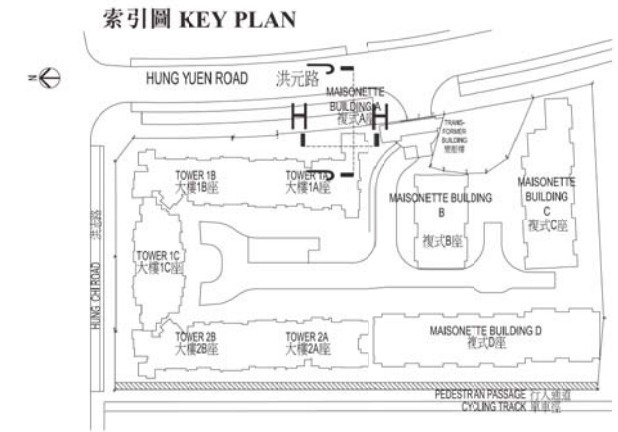 索引圖 KEY PLAN
N
HUNG YUEN ROAD 洪元路
MAISONETTE
BUILDING A
複式A座
H H
J
TRANS-
FORMER
BUILDING
變壓樓
TOWER 1B
大樓1B座
TOWER 1A
大樓1A座
J
MAISONETTE BUILDING
B
複式B座
MAISONETTE
BUILDING
C
複式C座
HUNG CHI ROAD 洪志路
TOWER 1C
大樓1C座
TOWER 2B
大樓2B座
TOWER 2A
大樓2A座
MAISONETTE BUILDING D
複式D座
PEDESTRIAN PASSAGE 行人通道
CYCLING TRACK 單車徑